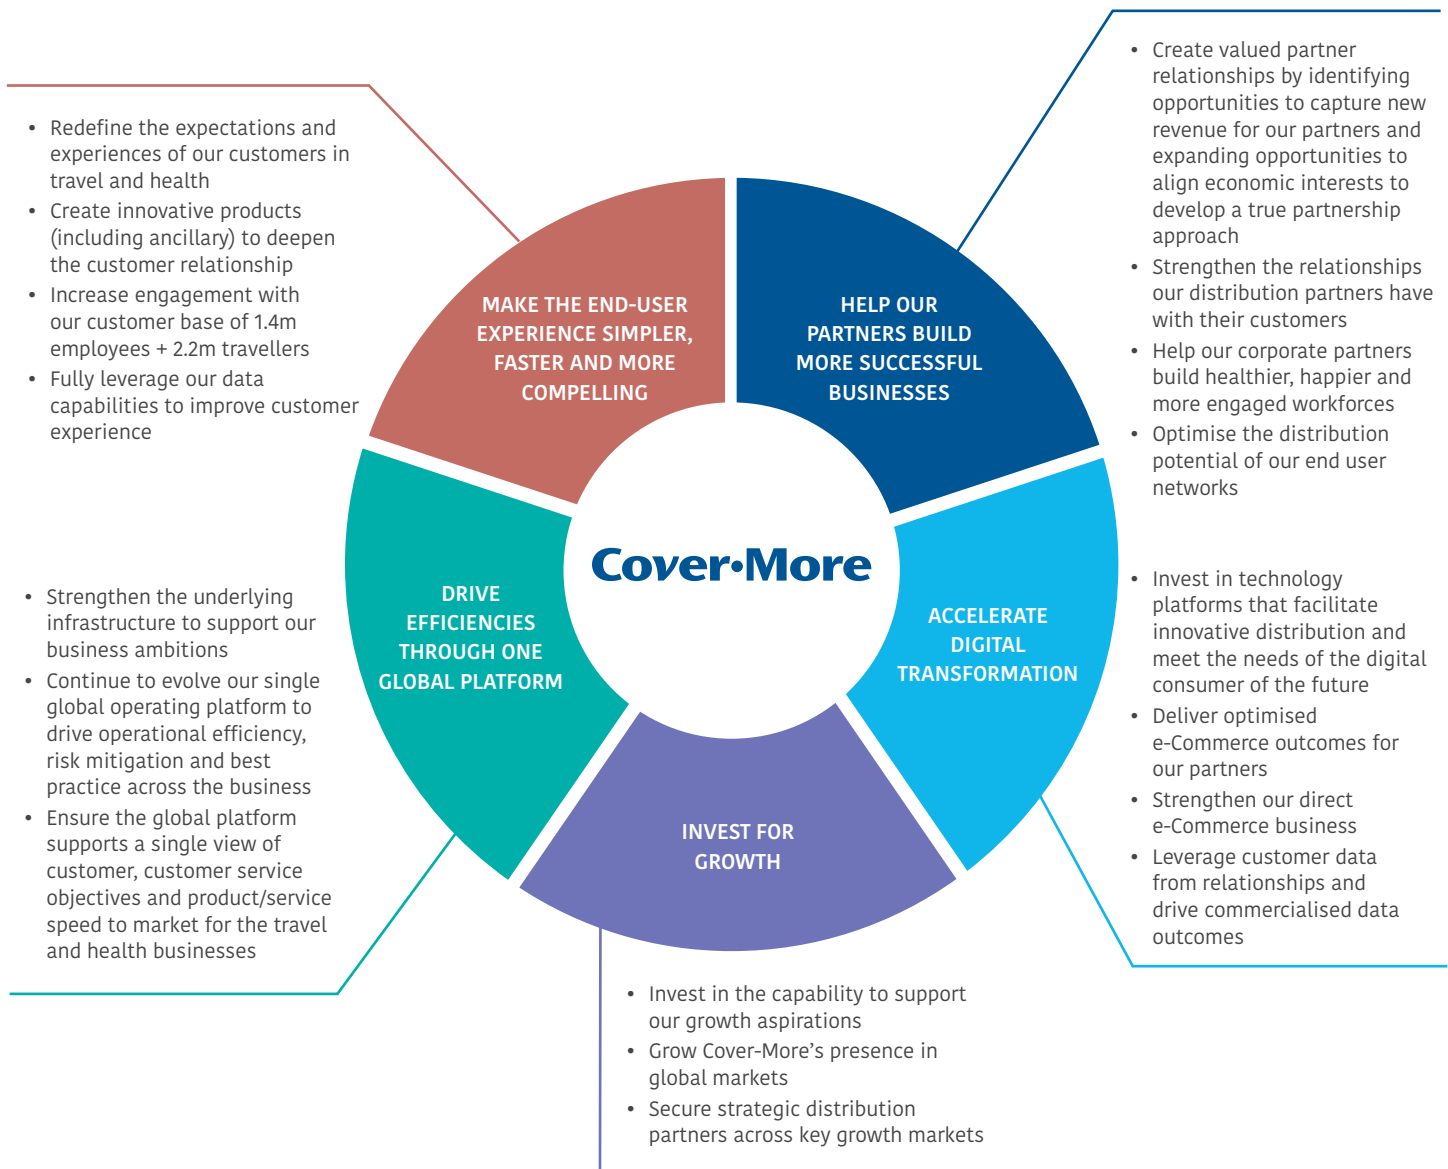 • Redefine the expectations and
experiences of our customers in
travel and health
• Create innovative products
(including ancillary) to deepen
the customer relationship
• Increase engagement with
our customer base of 1.4m
employees + 2.2m travellers
• Fully leverage our data
capabilities to improve customer
experience
MAKE THE END-USER
EXPERIENCE SIMPLER,
FASTER AND MORE
COMPELLING
HELP OUR
PARTNERS BUILD
MORE SUCCESSFUL
BUSINESSES
• Create valued partner
relationships by identifying
opportunities to capture new
revenue for our partners and
expanding opportunities to
align economic interests to
develop a true partnership
approach
• Strengthen the relationships
our distribution partners have
with their customers
• Help our corporate partners
build healthier, happier and
more engaged workforces
• Optimise the distribution
potential of our end user
networks
Cover•More
• Strengthen the underlying
infrastructure to support our
business ambitions
• Continue to evolve our single
global operating platform to
drive operational efficiency,
risk mitigation and best
practice across the business
• Ensure the global platform
supports a single view of
customer, customer service
objectives and product/service
speed to market for the travel
and health businesses
DRIVE
EFFICIENCIES
THROUGH ONE
GLOBAL PLATFORM
ACCELERATE
DIGITAL
TRANSFORMATION
• Invest in technology
platforms that facilitate
innovative distribution and
meet the needs of the digital
consumer of the future
• Deliver optimised
e-Commerce outcomes for
our partners
• Strengthen our direct
e-Commerce business
• Leverage customer data
from relationships and
drive commercialised data
outcomes
INVEST FOR
GROWTH
• Invest in the capability to support
our growth aspirations
• Grow Cover-More’s presence in
global markets
• Secure strategic distribution
partners across key growth markets